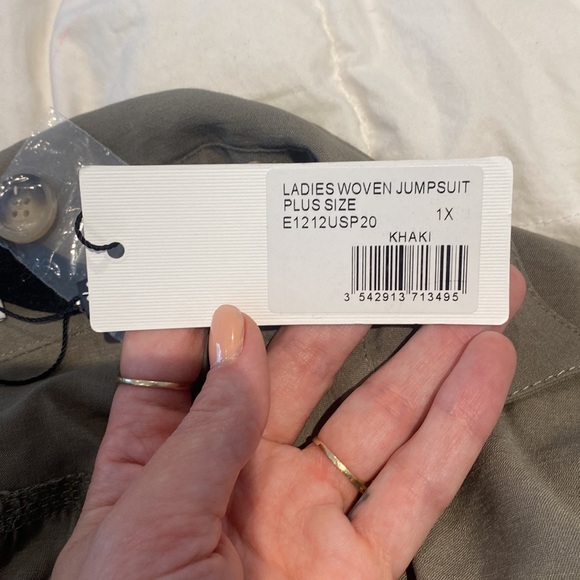 LADIES WOVEN JUMPSUIT
PLUS SIZE
E1212USP20 1X
KHAKI
3 542913 713495